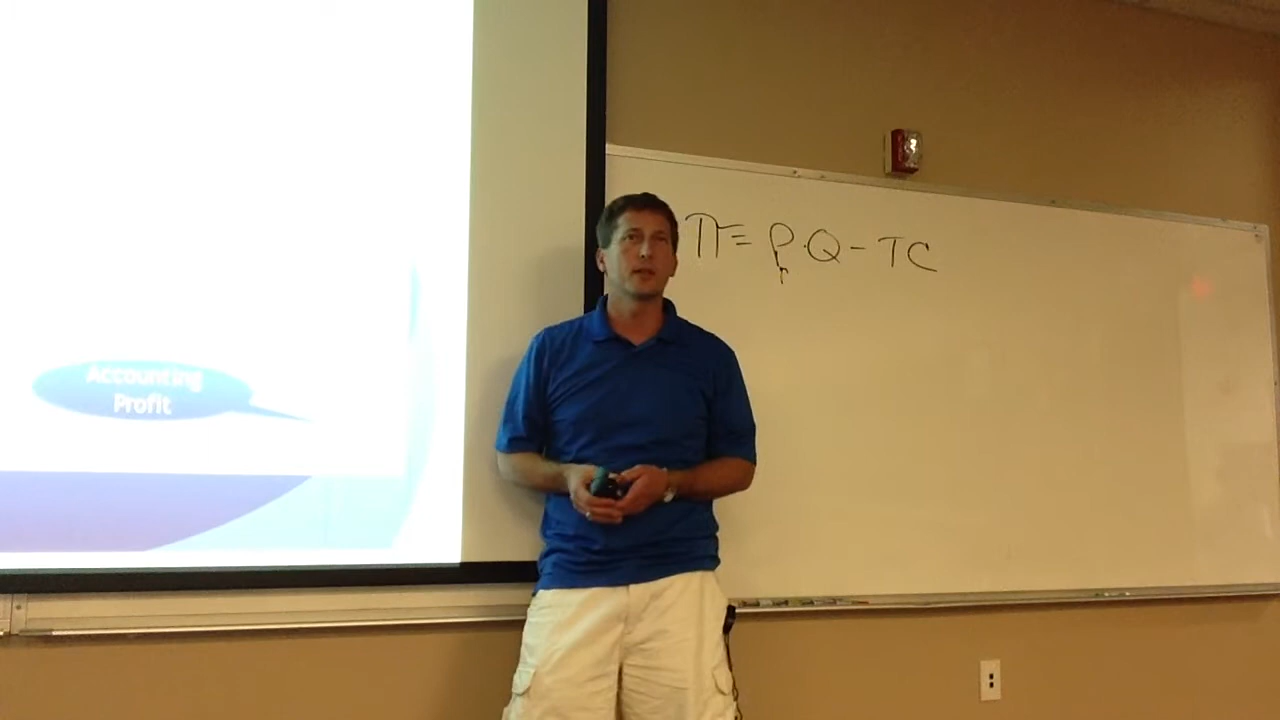 Accounting
Profit
π = P · Q - TC